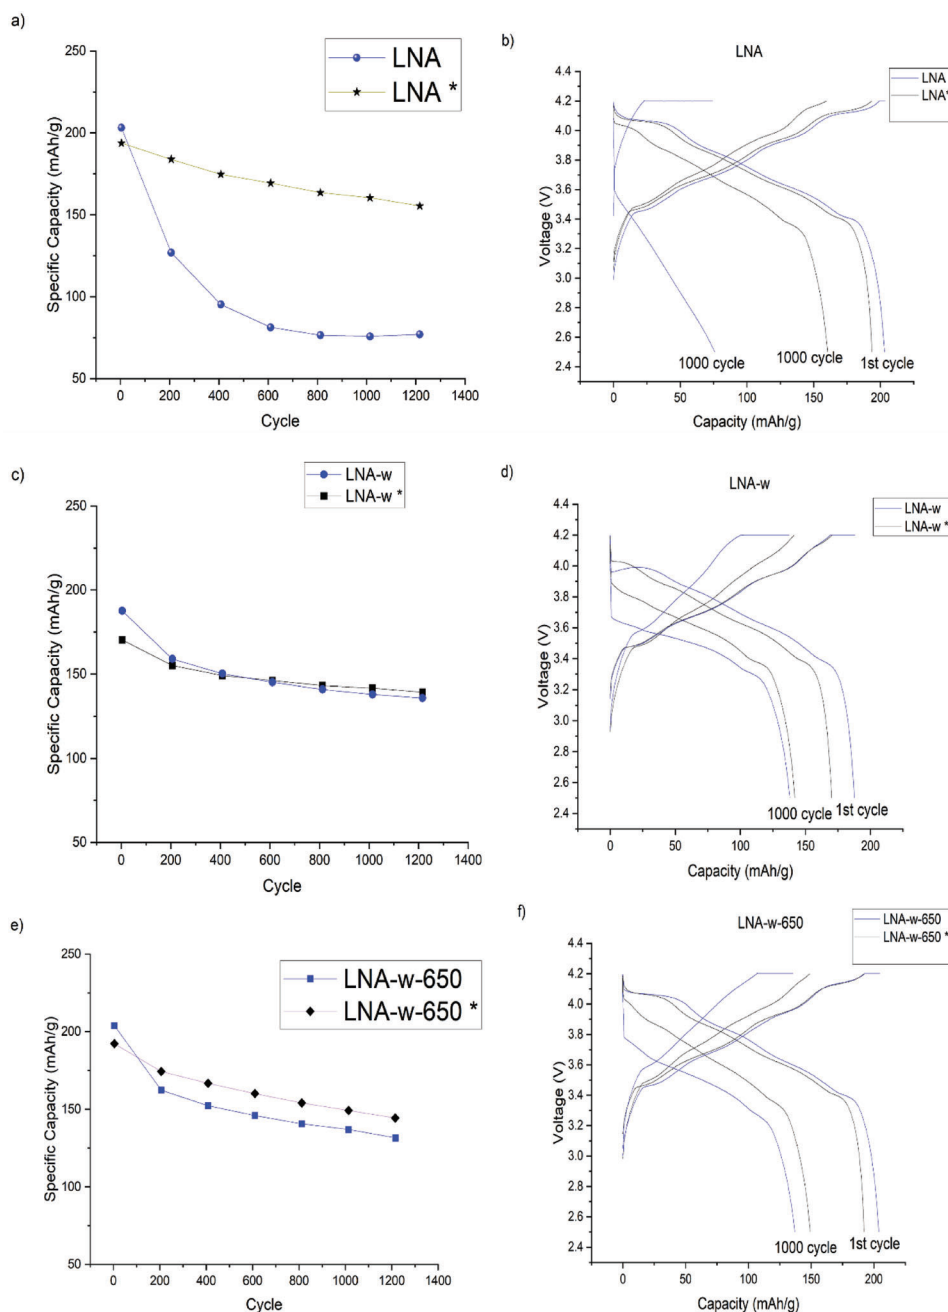 a)
LNA
LNA *
Specific Capacity (mAh/g)
250
200
150
100
50
0
200
400
600
800
1000
1200
1400
Cycle
b)
LNA
LNA
LNA*
Voltage (V)
4.4
4.2
4.0
3.8
3.6
3.4
3.2
3.0
2.8
2.6
2.4
1000 cycle
1000 cycle
1st cycle
0
50
100
150
200
Capacity (mAh/g)
c)
LNA-w
LNA-w *
Specific Capacity (mAh/g)
250
200
150
100
50
0
200
400
600
800
1000
1200
1400
Cycle
d)
LNA-w
LNA-w
LNA-w *
Voltage (V)
4.4
4.2
4.0
3.8
3.6
3.4
3.2
3.0
2.8
2.6
2.4
1000 cycle
1st cycle
0
50
100
150
200
Capacity (mAh/g)
e)
LNA-w-650
LNA-w-650 *
Specific Capacity (mAh/g)
250
200
150
100
50
0
200
400
600
800
1000
1200
1400
Cycle
f)
LNA-w-650
LNA-w-650
LNA-w-650 *
Voltage (V)
4.4
4.2
4.0
3.8
3.6
3.4
3.2
3.0
2.8
2.6
2.4
1000 cycle
1st cycle
0
50
100
150
200
Capacity (mAh/g)